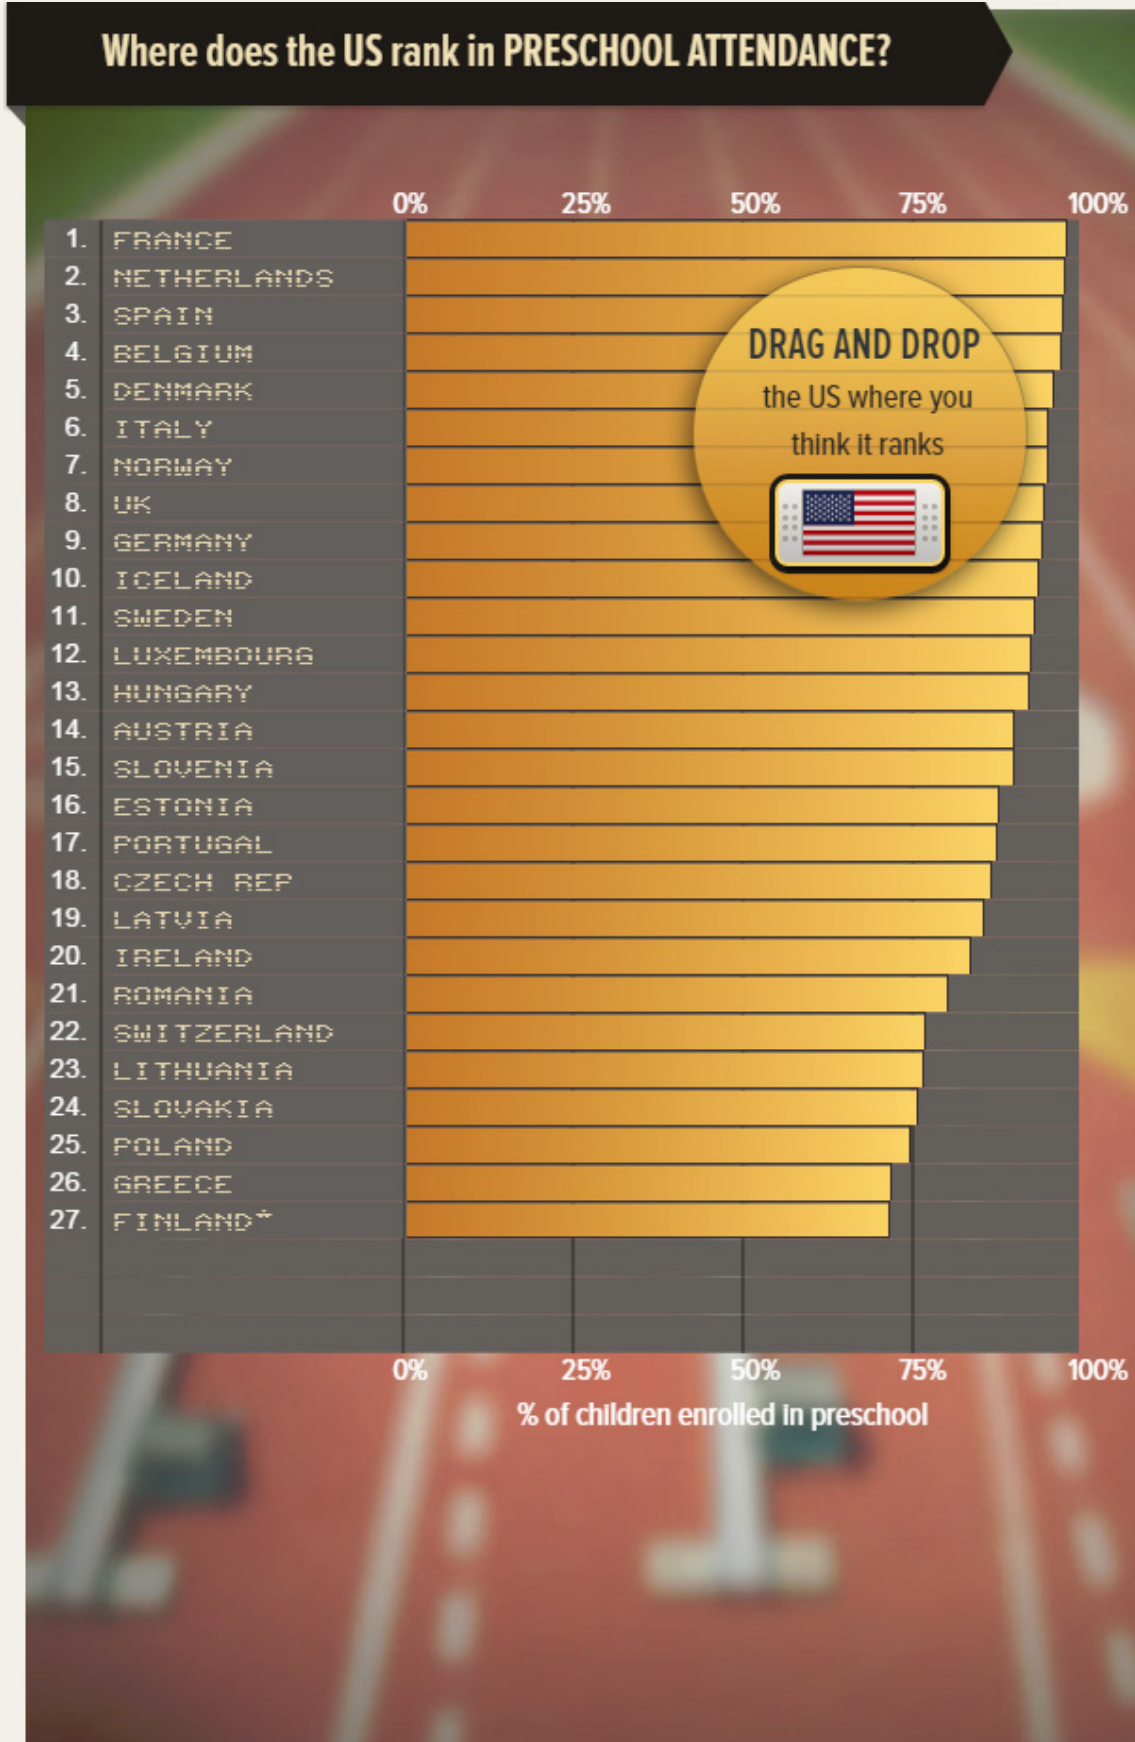 Where does the US rank in PRESCHOOL ATTENDANCE?
0% 25% 50% 75% 100%
1. FRANCE
2. NETHERLANDS
3. SPAIN
4. BELGIUM
5. DENMARK
6. ITALY
7. NORWAY
8. UK
9. GERMANY
10. ICELAND
11. SWEDEN
12. LUXEMBOURG
13. HUNGARY
14. AUSTRIA
15. SLOVENIA
16. ESTONIA
17. PORTUGAL
18. CZECH REP
19. LATVIA
20. IRELAND
21. ROMANIA
22. SWITZERLAND
23. LITHUANIA
24. SLOVAKIA
25. POLAND
26. GREECE
27. FINLAND*
DRAG AND DROP
the US where you
think it ranks
0% 25% 50% 75% 100%
% of children enrolled in preschool